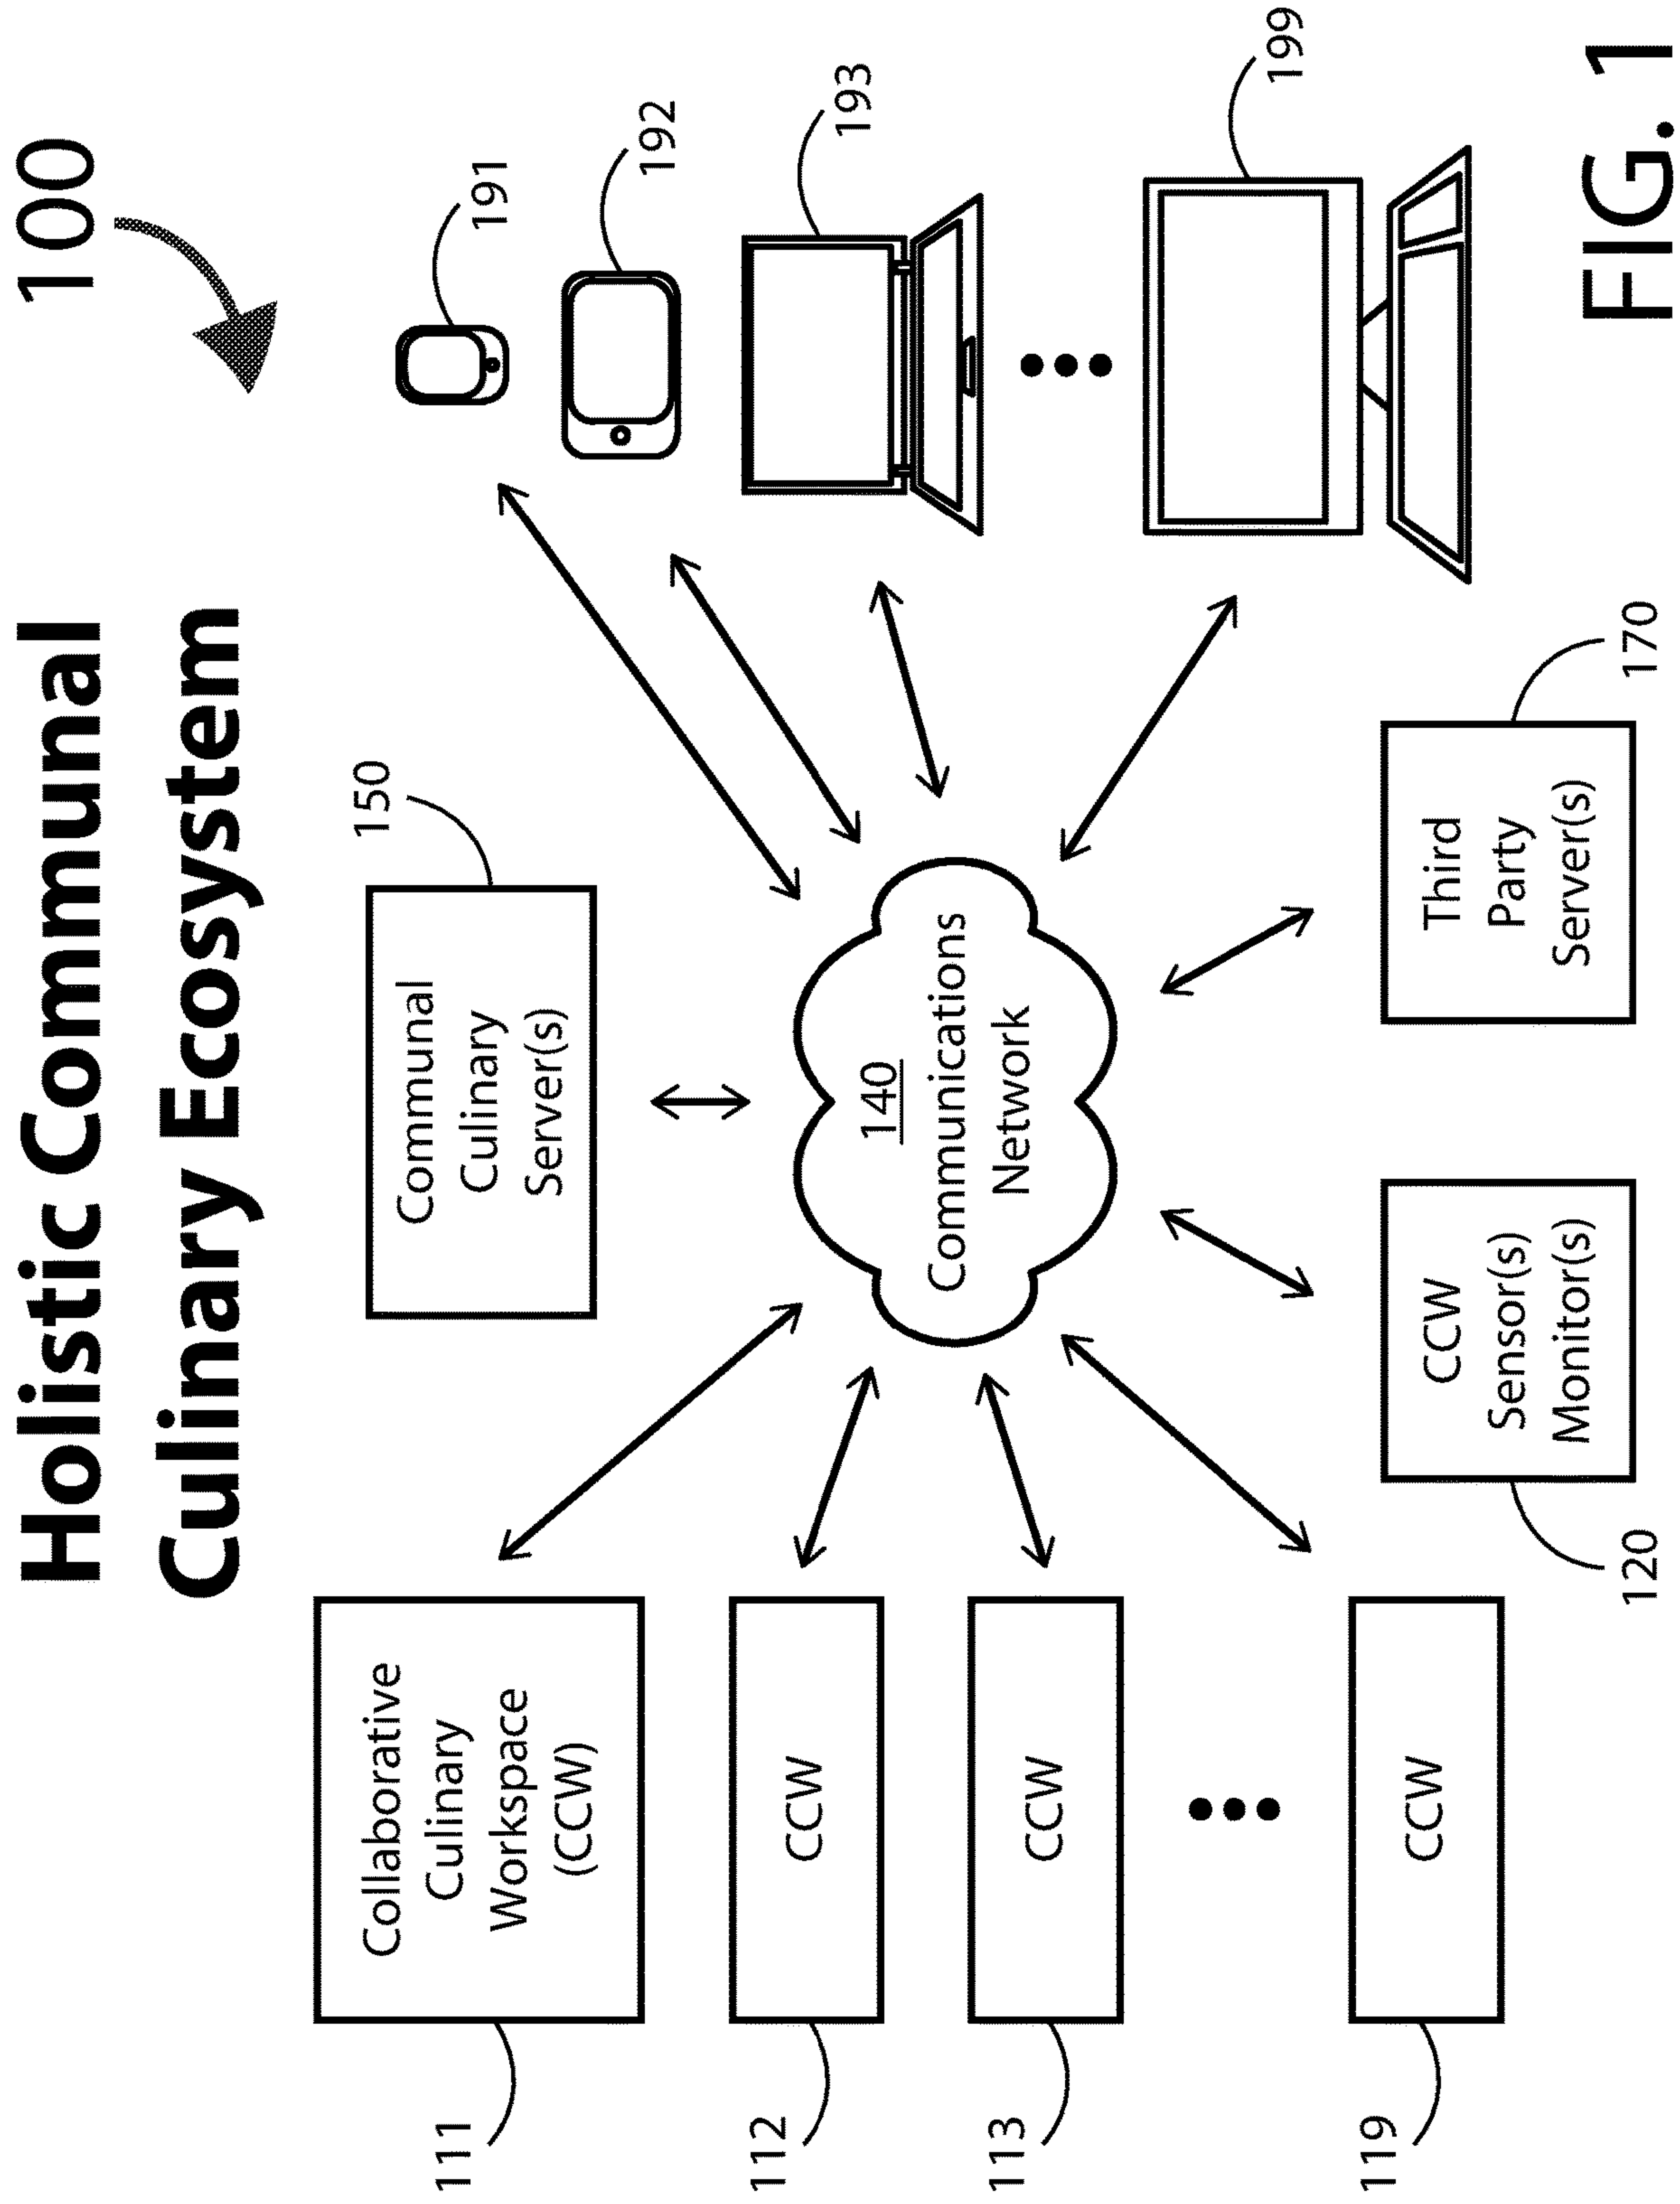 Holistic Communal
Culinary Ecosystem
100
111
Collaborative
Culinary
Workspace
(CCW)
112
CCW
113
CCW
119
CCW
150
Communal
Culinary
Server(s)
140
Communications
Network
120
CCW
Sensor(s)
Monitor(s)
170
Third
Party
Server(s)
191
192
193
199
FIG. 1